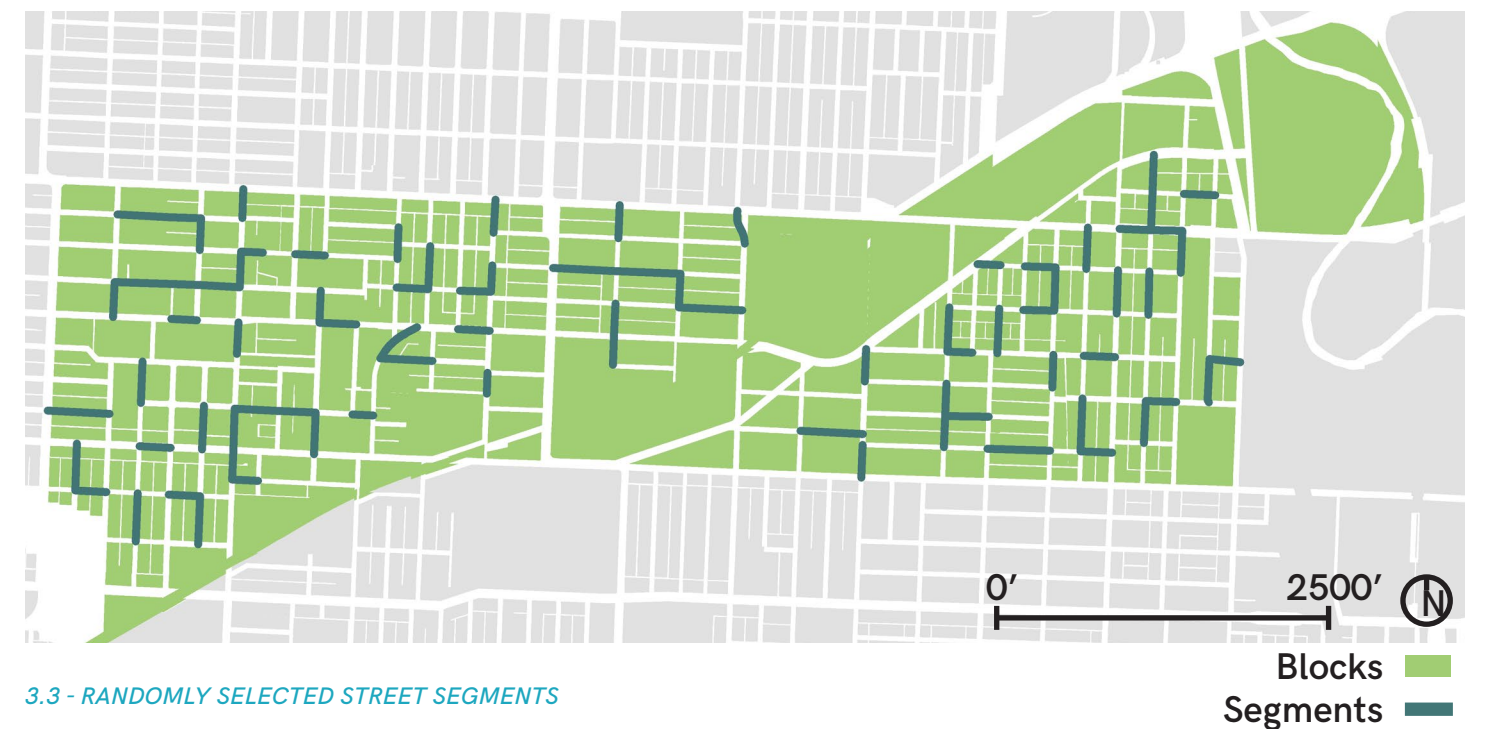 0’ 2500’ N
Blocks
Segments
3.3 - RANDOMLY SELECTED STREET SEGMENTS